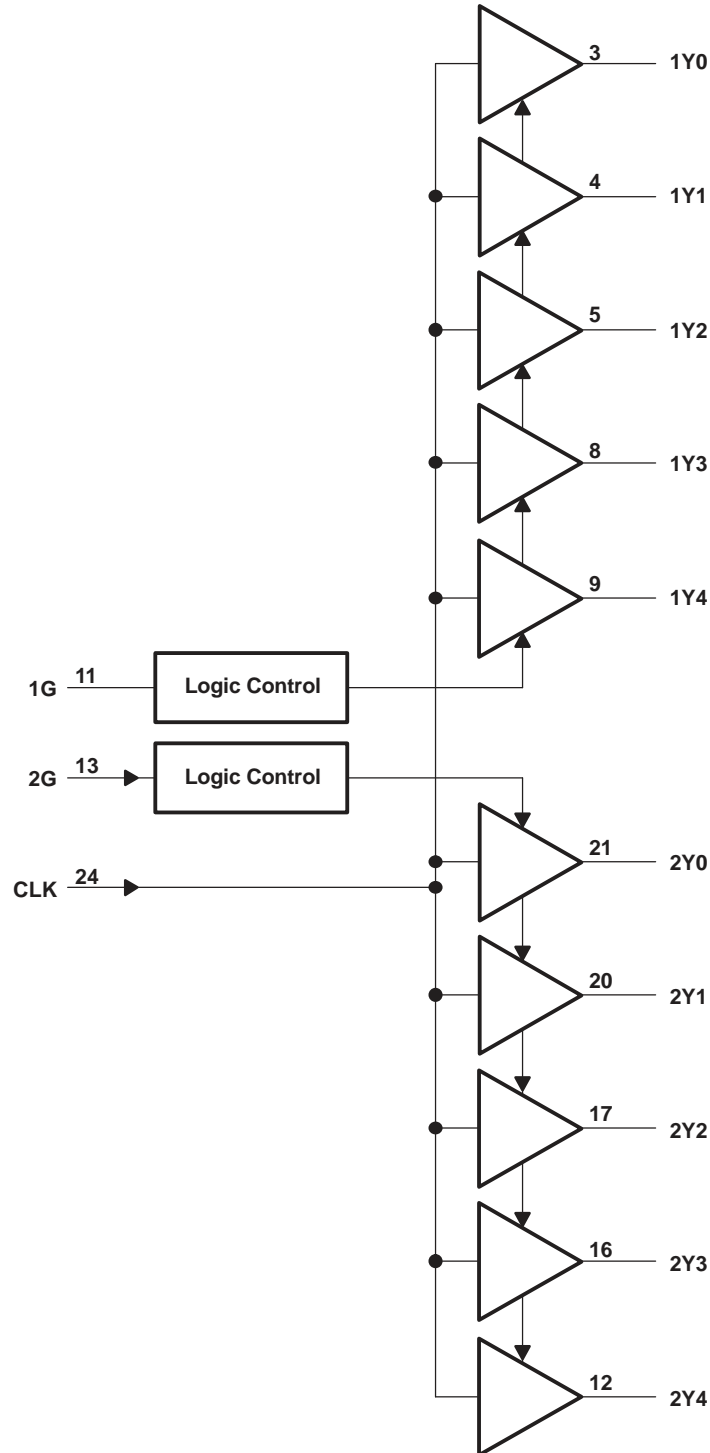 3 1Y0
4 1Y1
5 1Y2
8 1Y3
9 1Y4
1G 11 Logic Control
2G 13 Logic Control
21 2Y0
CLK 24
20 2Y1
17 2Y2
16 2Y3
12 2Y4